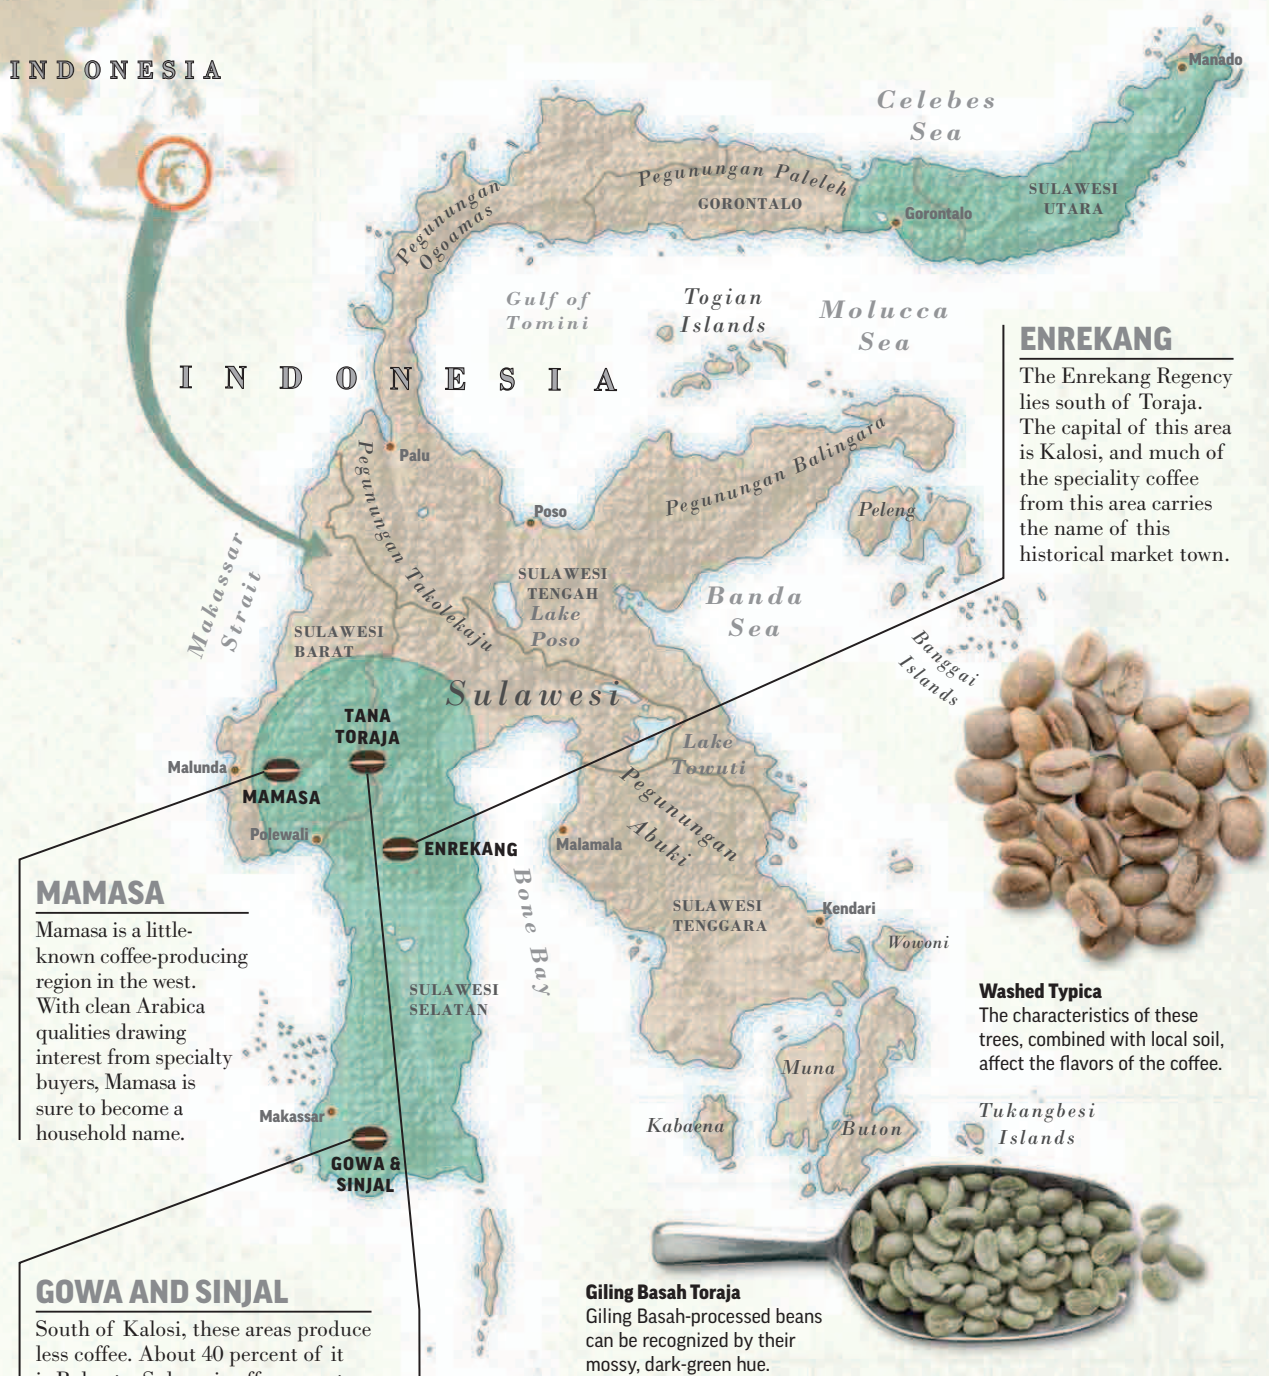 INDONESIA
Manado
Celebes
Sea
Pegunungan Paleleh
SULAWESI
UTARA
GORONTALO
Gorontalo
Pegunungan
Ogoamas
Gulf of
Tomini
Togian
Islands
Molucca
Sea
INDONESIA
ENREKANG
The Enrekang Regency
lies south of Toraja.
The capital of this area
is Kalosi, and much of
the speciality coffee
from this area carries
the name of this
historical market town.
Palu
Pegunungan Balingara
Pegunungan Takolekaju
Poso
Peleng
Makassar
Strait
SULAWESI
TENGAH
Lake
Poso
Banda
Sea
SULAWESI
BARAT
Banggai
Islands
Sulawesi
TANA
TORAJA
Lake
Towuti
Malunda
MAMASA
Pegunungan
Abuki
Polewali
ENREKANG
Malamala
Bone Bay
MAMASA
Mamasa is a little-
known coffee-producing
region in the west.
With clean Arabica
qualities drawing
interest from specialty
buyers, Mamasa is
sure to become a
household name.
SULAWESI
TENGGARA
Kendari
Wowoni
SULAWESI
SELATAN
Washed Typica
The characteristics of these
trees, combined with local soil,
affect the flavors of the coffee.
Muna
Makassar
Kabaena
Buton
Tukangbesi
Islands
GOWA &
SINJAL
GOWA AND SINJAL
South of Kalosi, these areas produce
less coffee. About 40 percent of it
Giling Basah Toraja
Giling Basah-processed beans
can be recognized by their
mossy, dark-green hue.